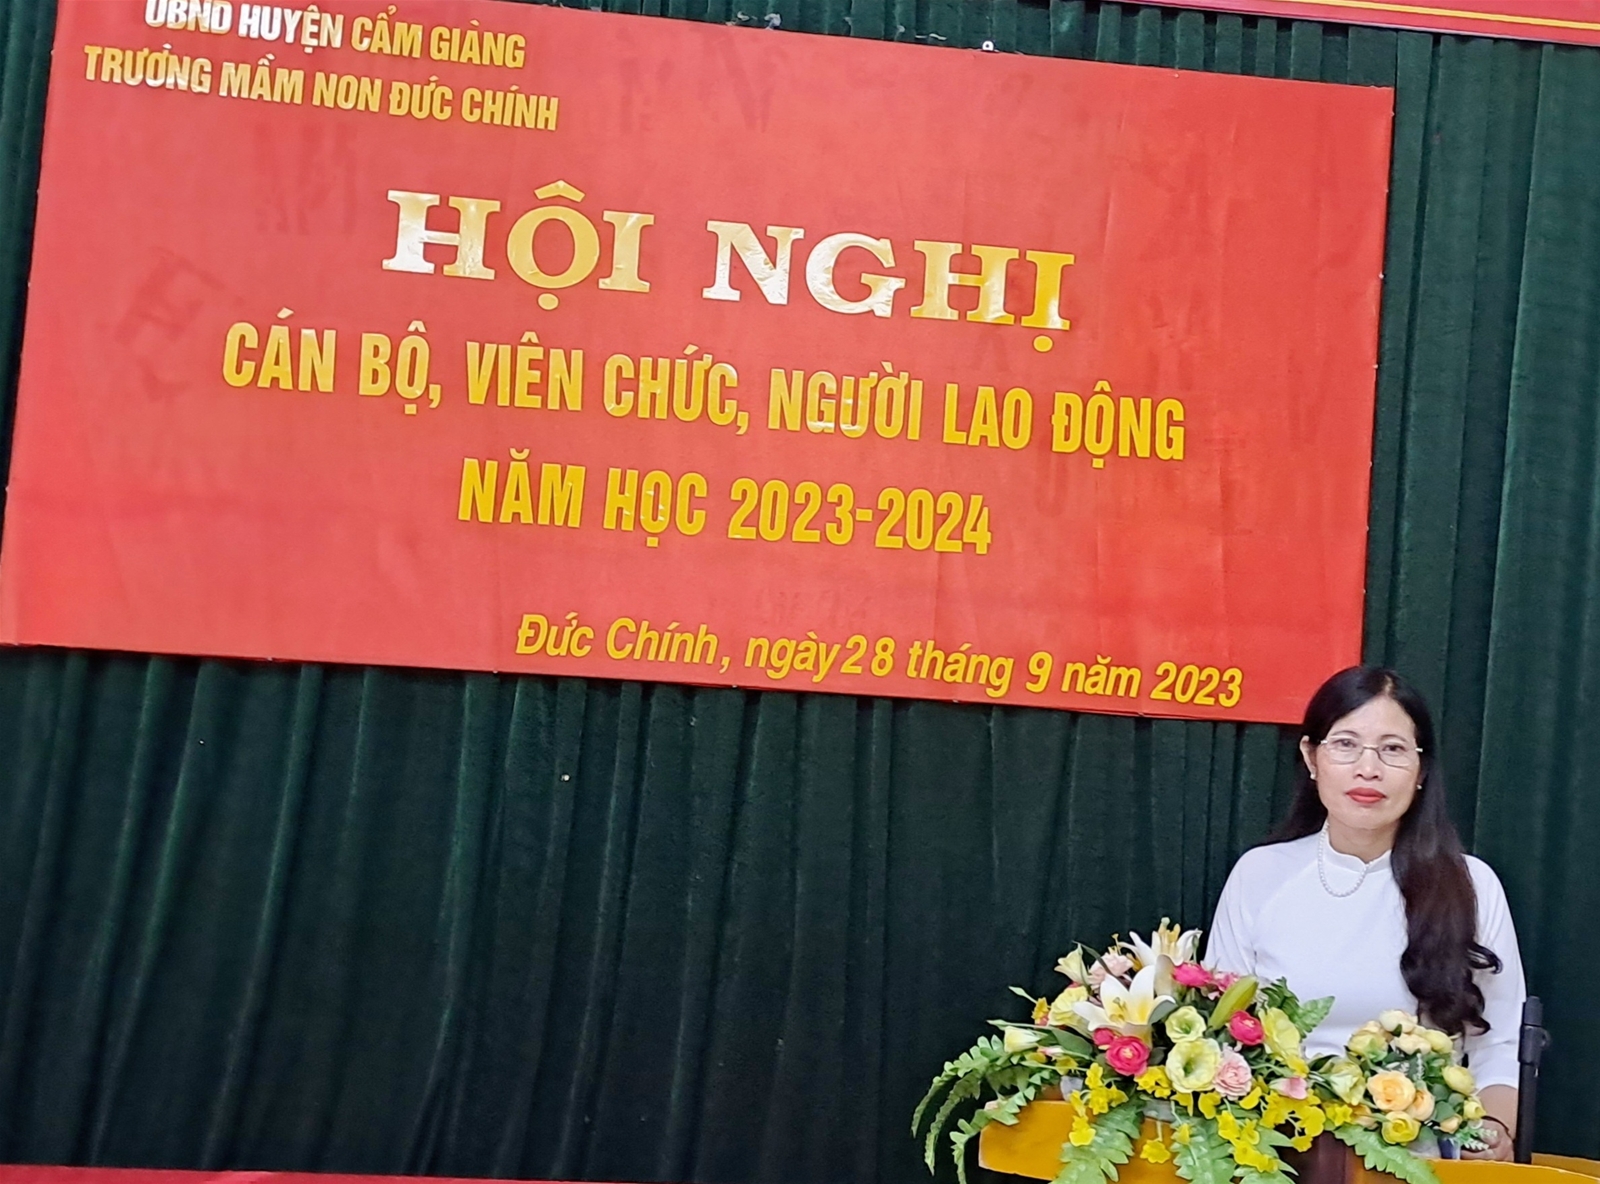 UBND HUYỆN CẨM GIÀNG
TRƯỜNG MẦM NON ĐỨC CHÍNH
HỘI NGHỊ
CÁN BỘ, VIÊN CHỨC, NGƯỜI LAO ĐỘNG
NĂM HỌC 2023-2024
Đức Chính, ngày 28 tháng 9 năm 2023